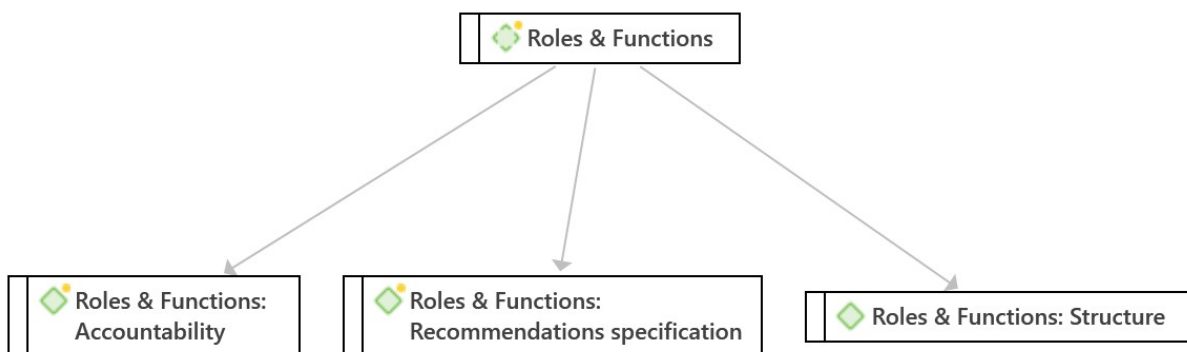 Roles & Functions
Roles & Functions:
Accountability
Roles & Functions:
Recommendations specification
Roles & Functions: Structure